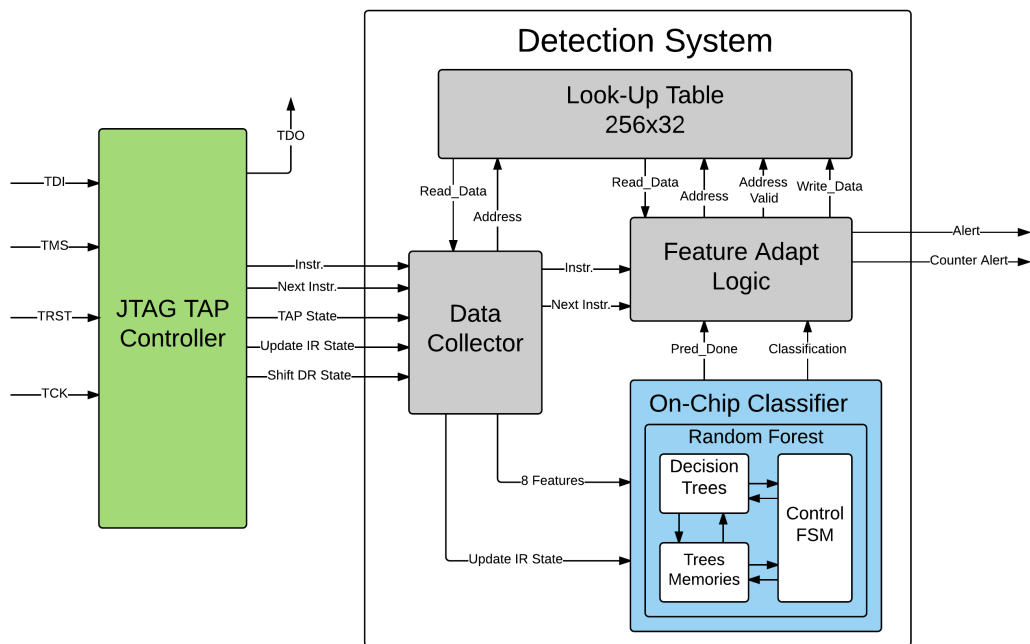 Detection System
Look-Up Table
256x32
TDO
TDI
TMS
TRST
TCK
JTAG TAP
Controller
Read_Data
Address
Read_Data
Address
Address
Valid
Write_Data
Instr.
Next Instr.
TAP State
Update IR State
Shift DR State
Data
Collector
Instr.
Next Instr.
Feature Adapt
Logic
Alert
Counter Alert
Pred_Done
Classification
8 Features
Update IR State
On-Chip Classifier
Random Forest
Decision
Trees
Control
FSM
Trees
Memories